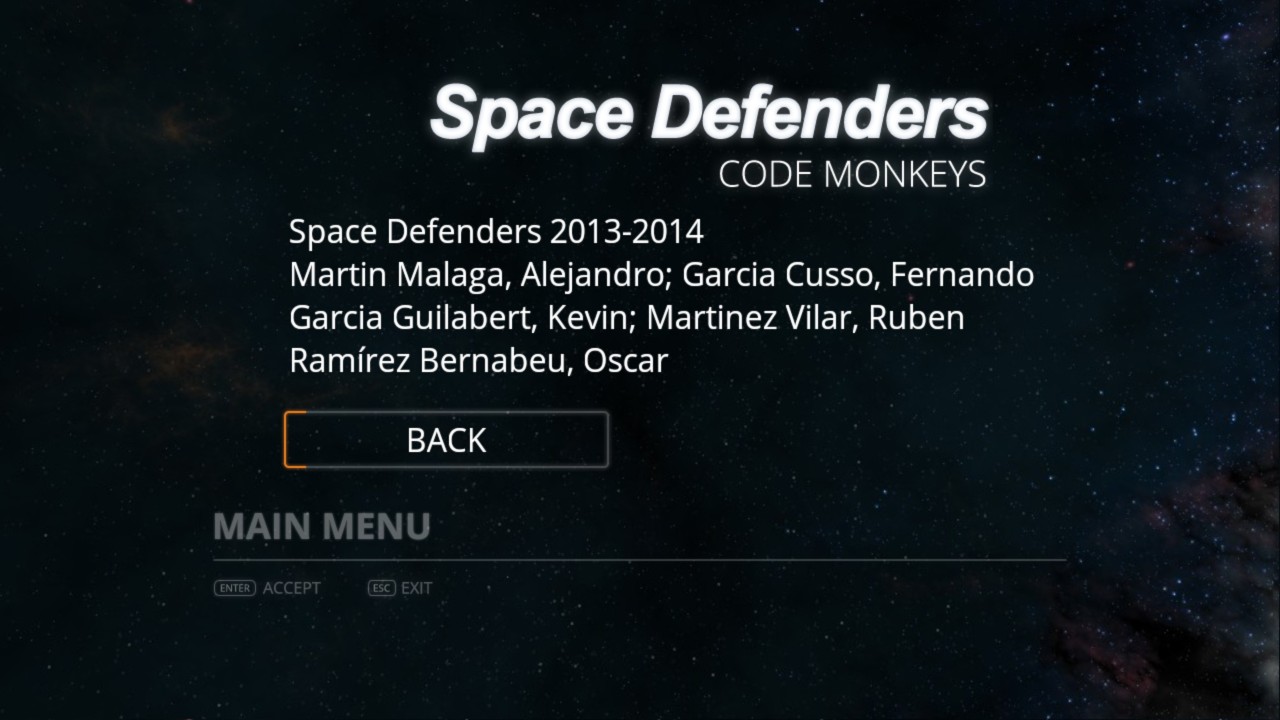 Space Defenders
CODE MONKEYS
Space Defenders 2013-2014
Martin Malaga, Alejandro; Garcia Cusso, Fernando
Garcia Guilabert, Kevin; Martinez Vilar, Ruben
Ramírez Bernabeu, Oscar
BACK
MAIN MENU
ENTER ACCEPT ESC EXIT